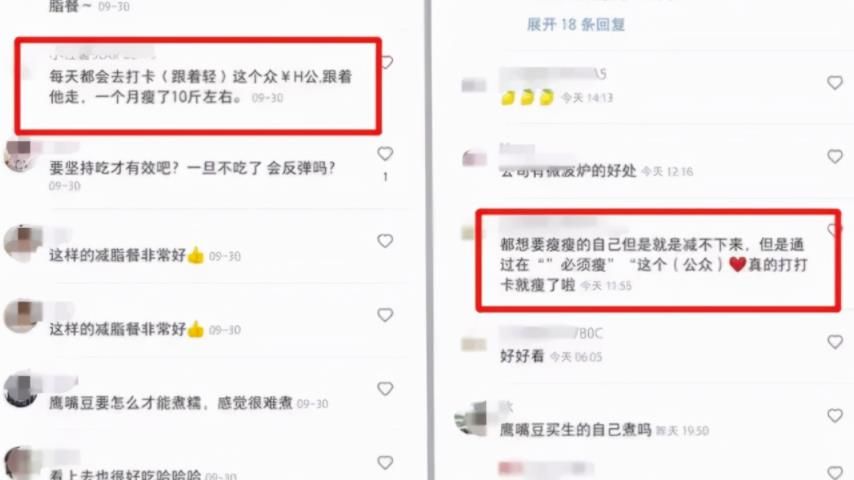 脂餐～ 09-30
每天都会去打卡（跟着轻）这个众￥H公,跟着
他走，一个月瘦了10斤左右。 09-30
要坚持吃才有效吧？一旦不吃了 会反弹吗？
09-30
1
这样的减脂餐非常好👍 09-30
这样的减脂餐非常好👍 09-30
鹰嘴豆要怎么才能煮糯，感觉很难煮 09-30
看上去也很好吃哈哈哈 09-30
展开 18 条回复
\5
🍋🍋🍋 今天 14:13
公司有微波炉的好处 今天 12:16
都想要瘦瘦的自己但是就是减不下来，但是通
过在“”必须瘦”“这个（公众）❤️真的打打
卡就瘦了啦 今天 11:55
/80C
好好看 今天 06:05
鹰嘴豆买生的自己煮吗 昨天 19:50